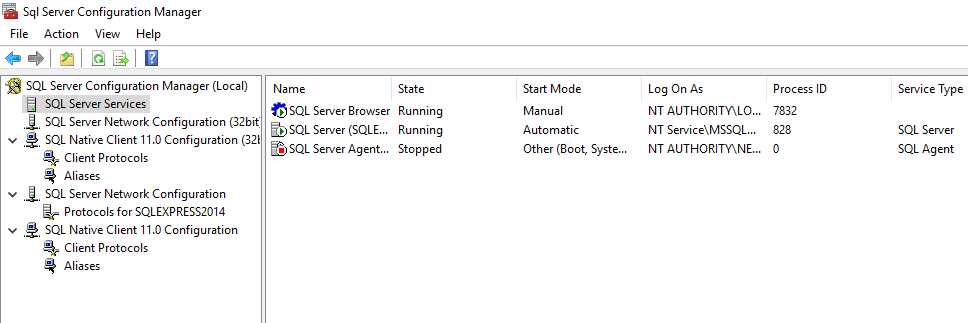 Sql Server Configuration Manager
File Action View Help
SQL Server Configuration Manager (Local)
SQL Server Services
SQL Server Network Configuration (32bit
SQL Native Client 11.0 Configuration (32b
Client Protocols
Aliases
SQL Server Network Configuration
Protocols for SQLEXPRESS2014
SQL Native Client 11.0 Configuration
Client Protocols
Aliases
Name State Start Mode Log On As Process ID Service Type
SQL Server Browser Running Manual NT AUTHORITY\LO... 7832
SQL Server (SQLE... Running Automatic NT Service\MSSQL... 828 SQL Server
SQL Server Agent... Stopped Other (Boot, Syste... NT AUTHORITY\NE... 0 SQL Agent